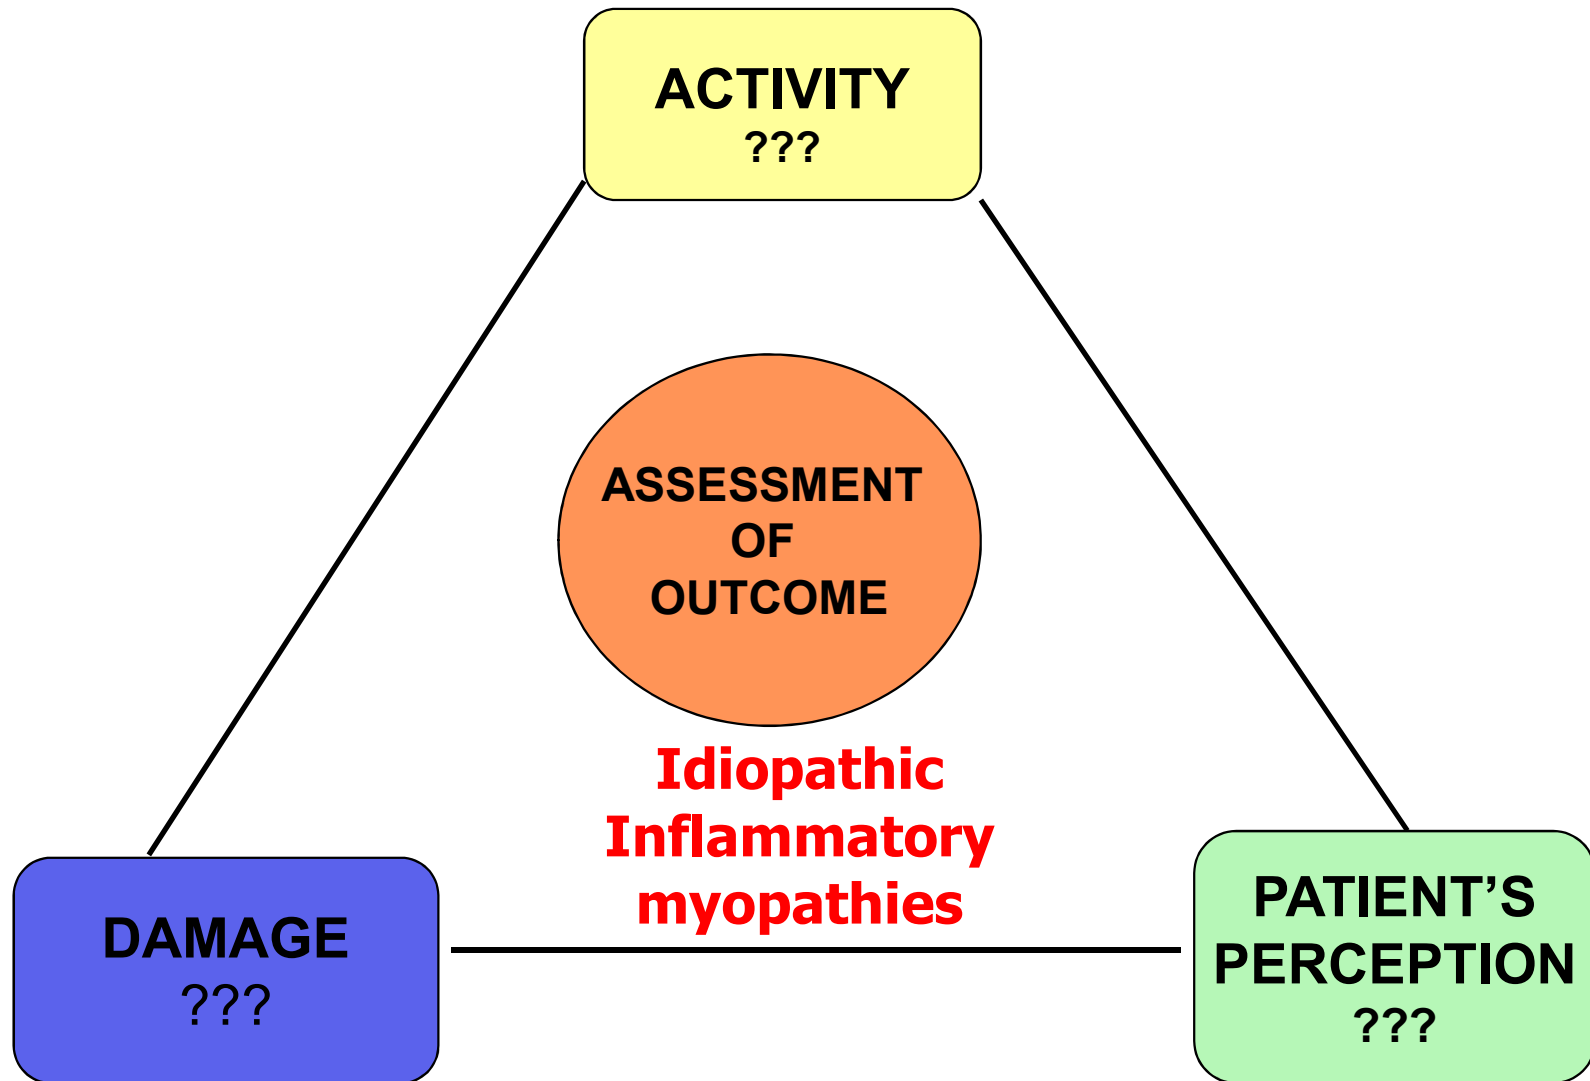 ACTIVITY
???
ASSESSMENT
OF
OUTCOME
Idiopathic
Inflammatory
myopathies
DAMAGE
???
PATIENT’S
PERCEPTION
???